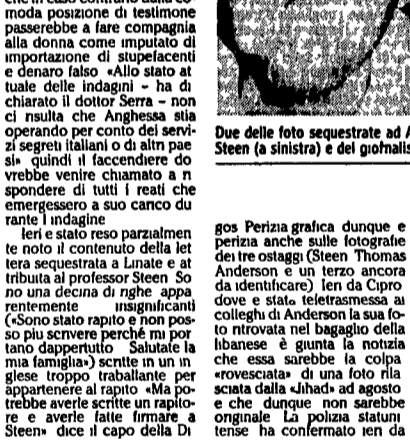 moda posizione di testimone
passerebbe a fare compagnia
alla donna come imputato di
importazione di stupefacenti
e denaro falso «Allo stato at
tuale delle indagini - ha di
chiarato il dottor Serra - non
ci risulta che Anghessa stia
operando per conto dei servi-
zi segreti italiani o di altri pae
si» quindi il faccendiere do
vrebbe venire chiamato a ri
spondere di tutti i reati che
emergessero a suo carico du
rante l indagine
Ieri e stato reso parzialmen
te noto il contenuto della let
tera sequestrata a Linate e at
tribuita al professor Steen So
no una decina di righe appa
rentemente insignificanti
(«Sono stato rapito e non pos-
so piu scrivere perché mi por
tano dappertutto Salutate la
mia famiglia») scritte in un in
glese troppo traballante per
appartenere al rapito «Ma po-
trebbe averle scritte un rapito-
re e averle fatte firmare a
Steen» dice il capo della Di
Due delle foto sequestrate ad
Steen (a sinistra) e del giornalis
gos Perizia grafica dunque e
perizia anche sulle fotografie
dei tre ostaggi (Steen Thomas
Anderson e un terzo ancora
da identificare) Ieri da Cipro
dove e stata teletrasmessa ai
colleghi di Anderson la sua fo-
to ritrovata nel bagaglio della
libanese è giunta la notizia
che essa sarebbe la copia
«rovesciata» di una foto rila
sciata dalla «Jihad» ad agosto
e che dunque non sarebbe
originale La polizia statuni
tense ha confermato ieri da